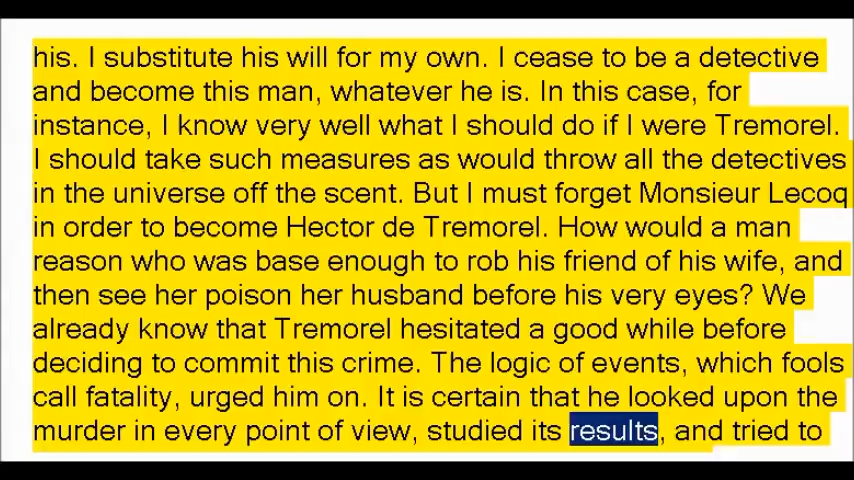 his. I substitute his will for my own. I cease to be a detective
and become this man, whatever he is. In this case, for
instance, I know very well what I should do if I were Tremorel.
I should take such measures as would throw all the detectives
in the universe off the scent. But I must forget Monsieur Lecoq
in order to become Hector de Tremorel. How would a man
reason who was base enough to rob his friend of his wife, and
then see her poison her husband before his very eyes? We
already know that Tremorel hesitated a good while before
deciding to commit this crime. The logic of events, which fools
call fatality, urged him on. It is certain that he looked upon the
murder in every point of view, studied its results, and tried to